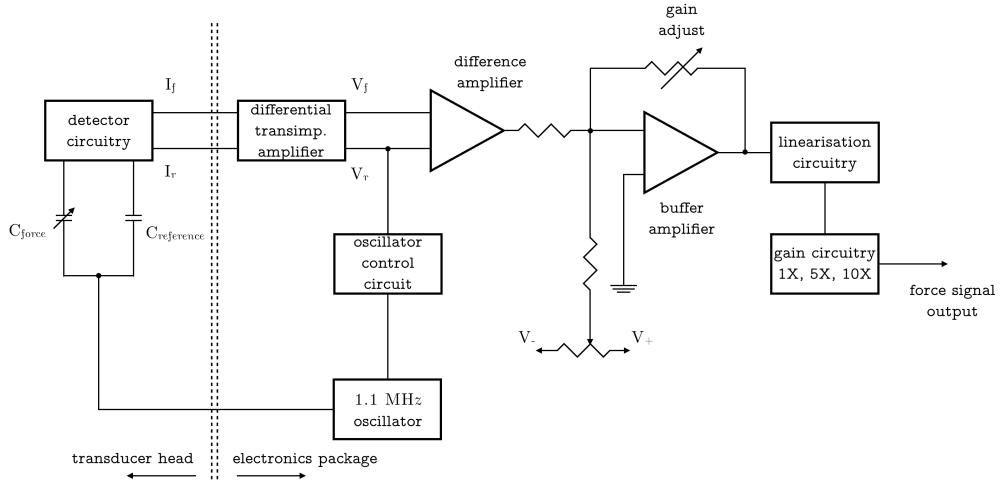 gain
adjust
difference
amplifier
I_f
V_f
detector
circuitry
differential
transimp.
amplifier
linearisation
circuitry
I_r
V_r
buffer
amplifier
C_force
C_reference
oscillator
control
circuit
gain circuitry
1X, 5X, 10X
force signal
output
V_-
V_+
1.1 MHz
oscillator
transducer head
electronics package